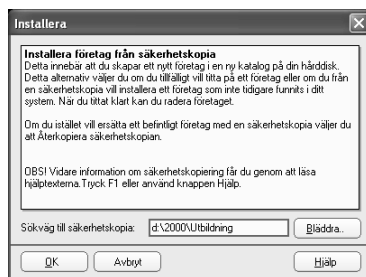 Installera
Installera företag från säkerhetskopia
Detta innebär att du skapar ett nytt företag i en ny katalog på din hårddisk.
Detta alternativ väljer du om du tillfälligt vill titta på ett företag eller om du från
en säkerhetskopia vill installera ett företag som inte tidigare funnits i ditt
system. När du tittat klart kan du radera företaget.
Om du istället vill ersätta ett befintligt företag med en säkerhetskopia väljer du
att Återkopiera säkerhetskopian.
OBS! Vidare information om säkerhetskopiering får du genom att läsa
hjälptexterna.Tryck F1 eller använd knappen Hjälp.
Sökväg till säkerhetskopia: d:\2000\Utbildning Bläddra..
OK Avbryt Hjälp